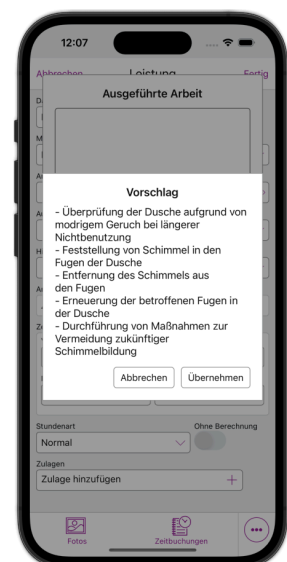 12:07
Abbrechen Leistung Fertig
Ausgeführte Arbeit
Vorschlag
- Überprüfung der Dusche aufgrund von
modrigem Geruch bei längerer
Nichtbenutzung
- Feststellung von Schimmel in den
Fugen der Dusche
- Entfernung des Schimmels aus
den Fugen
- Erneuerung der betroffenen Fugen in
der Dusche
- Durchführung von Maßnahmen zur
Vermeidung zukünftiger
Schimmelbildung
Abbrechen Übernehmen
Stundenart Ohne Berechnung
Normal
Zulagen
Zulage hinzufügen
Fotos Zeitbuchungen